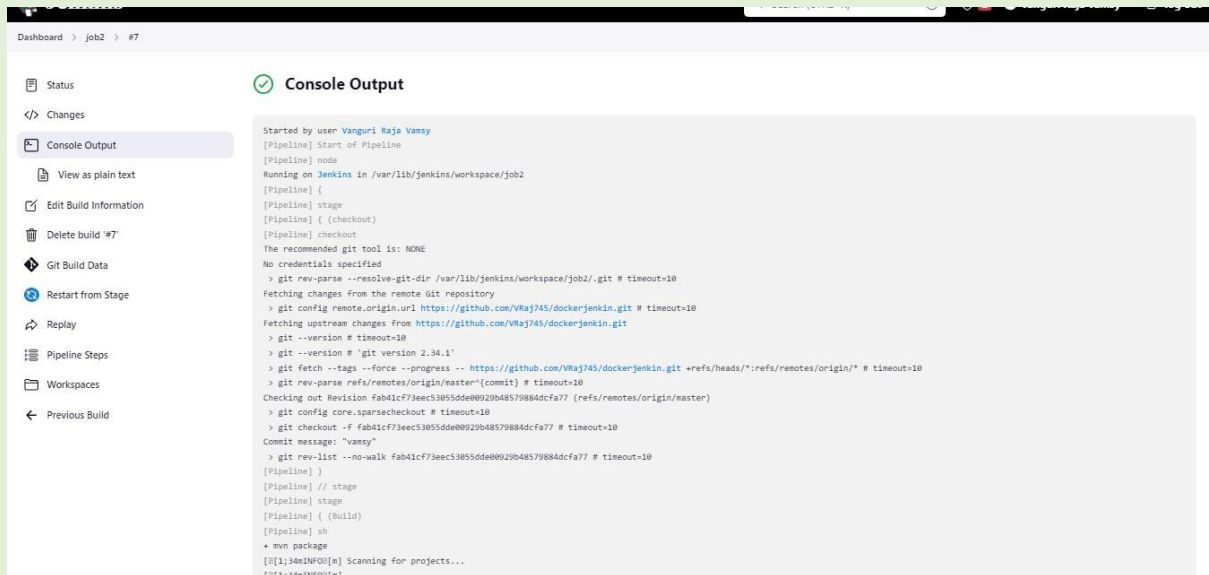 Dashboard > job2 > #7
Status
Changes
Console Output
View as plain text
Edit Build Information
Delete build '#7'
Git Build Data
Restart from Stage
Replay
Pipeline Steps
Workspaces
Previous Build
Console Output
Started by user Vanguri Raja Vamsy
[Pipeline] Start of Pipeline
[Pipeline] node
Running on Jenkins in /var/lib/jenkins/workspace/job2
[Pipeline] {
[Pipeline] stage
[Pipeline] { (checkout)
[Pipeline] checkout
The recommended git tool is: NONE
No credentials specified
> git rev-parse --resolve-git-dir /var/lib/jenkins/workspace/job2/.git # timeout=10
Fetching changes from the remote Git repository
> git config remote.origin.url https://github.com/VRaj745/dockerjenkin.git # timeout=10
Fetching upstream changes from https://github.com/VRaj745/dockerjenkin.git
> git --version # timeout=10
> git --version # 'git version 2.34.1'
> git fetch --tags --force --progress -- https://github.com/VRaj745/dockerjenkin.git +refs/heads/*:refs/remotes/origin/* # timeout=10
> git rev-parse refs/remotes/origin/master^{commit} # timeout=10
Checking out Revision fab41cf73eec53055dde00929b48579884dcfa77 (refs/remotes/origin/master)
> git config core.sparsecheckout # timeout=10
> git checkout -f fab41cf73eec53055dde00929b48579884dcfa77 # timeout=10
Commit message: "vamsy"
> git rev-list --no-walk fab41cf73eec53055dde00929b48579884dcfa77 # timeout=10
[Pipeline] }
[Pipeline] // stage
[Pipeline] stage
[Pipeline] { (Build)
[Pipeline] sh
+ mvn package
[[1;34mINFO[m] Scanning for projects...